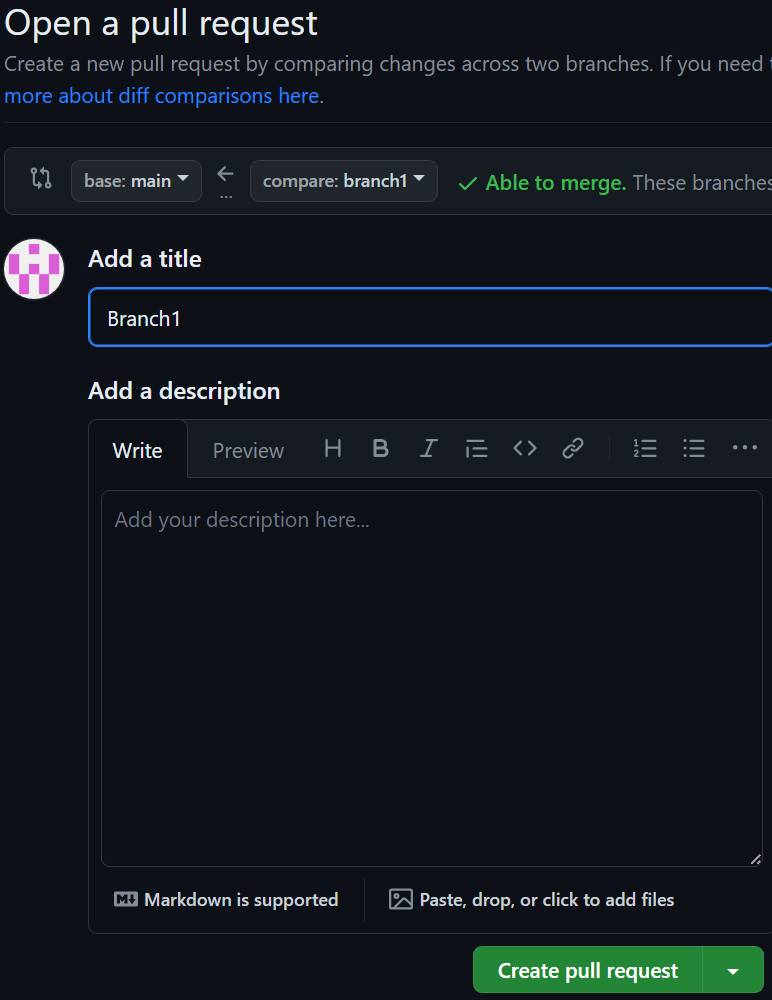 Open a pull request
Create a new pull request by comparing changes across two branches. If you need
more about diff comparisons here.
base: main
...
compare: branch1
Able to merge. These branches
Add a title
Branch1
Add a description
Write
Preview
Add your description here...
Markdown is supported
Paste, drop, or click to add files
Create pull request